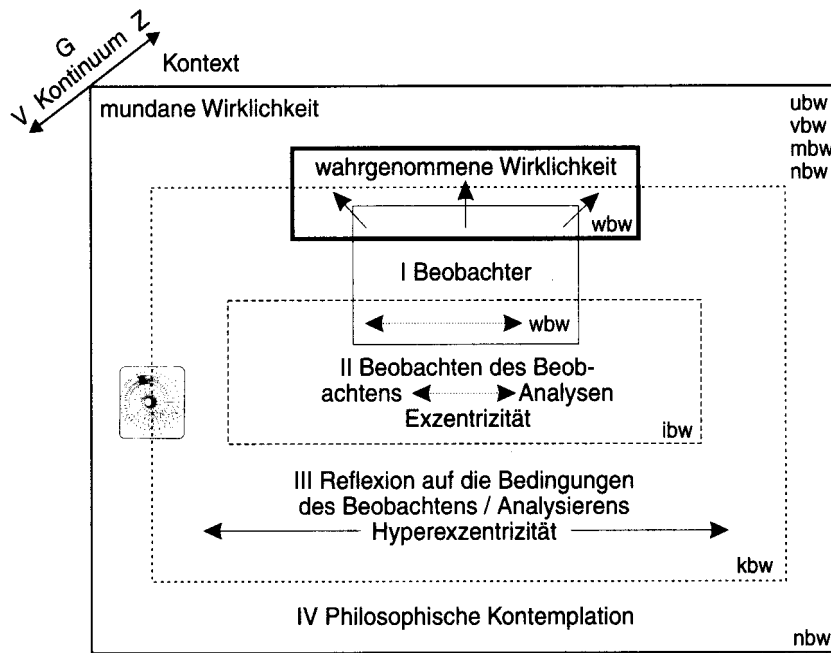 V Kontinuum Z
G
Kontext
mundane Wirklichkeit
ubw
vbw
mbw
nbw
wahrgenommene Wirklichkeit
wbw
I Beobachter
wbw
II Beobachten des Beob-
achtens Analysen
Exzentrizität
ibw
III Reflexion auf die Bedingungen
des Beobachtens / Analysierens
Hyperexzentrizität
kbw
IV Philosophische Kontemplation
nbw